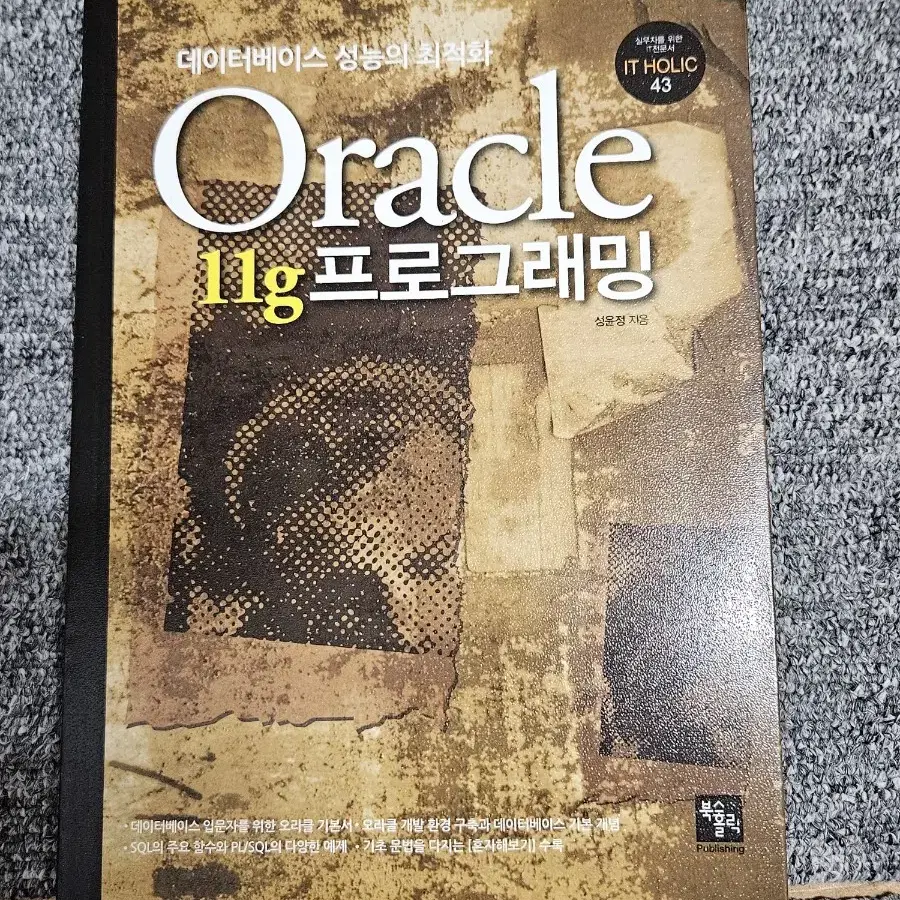 데이터베이스 성능의 최적화
실무자를 위한
IT전문서
IT HOLIC
43
Oracle
11g 프로그래밍
성윤정 지음
· 데이터베이스 입문자를 위한 오라클 기본서 · 오라클 개발 환경 구축과 데이터베이스 기본 개념
· SQL의 주요 함수와 PL/SQL의 다양한 예제 · 기초 문법을 다지는 [혼자해보기] 수록
북스
홀릭
Publishing